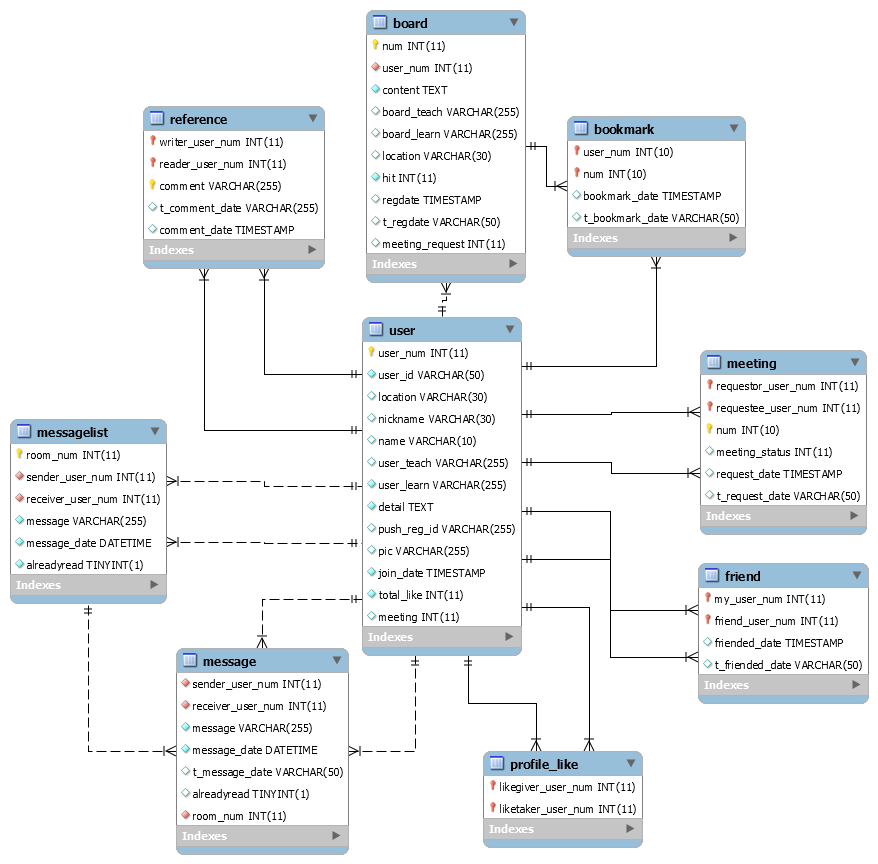 board
num INT(11)
user_num INT(11)
content TEXT
board_teach VARCHAR(255)
board_learn VARCHAR(255)
location VARCHAR(30)
hit INT(11)
regdate TIMESTAMP
t_regdate VARCHAR(50)
meeting_request INT(11)
Indexes
reference
writer_user_num INT(11)
reader_user_num INT(11)
comment VARCHAR(255)
t_comment_date VARCHAR(255)
comment_date TIMESTAMP
Indexes
bookmark
user_num INT(10)
num INT(10)
bookmark_date TIMESTAMP
t_bookmark_date VARCHAR(50)
Indexes
user
user_num INT(11)
user_id VARCHAR(50)
location VARCHAR(30)
nickname VARCHAR(30)
name VARCHAR(10)
user_teach VARCHAR(255)
user_learn VARCHAR(255)
detail TEXT
push_reg_id VARCHAR(255)
pic VARCHAR(255)
join_date TIMESTAMP
total_like INT(11)
meeting INT(11)
Indexes
meeting
requestor_user_num INT(11)
requestee_user_num INT(11)
num INT(10)
meeting_status INT(11)
request_date TIMESTAMP
t_request_date VARCHAR(50)
Indexes
messagelist
room_num INT(11)
sender_user_num INT(11)
receiver_user_num INT(11)
message VARCHAR(255)
message_date DATETIME
alreadyread TINYINT(1)
Indexes
friend
my_user_num INT(11)
friend_user_num INT(11)
friended_date TIMESTAMP
t_friended_date VARCHAR(50)
Indexes
message
sender_user_num INT(11)
receiver_user_num INT(11)
message VARCHAR(255)
message_date DATETIME
t_message_date VARCHAR(50)
alreadyread TINYINT(1)
room_num INT(11)
Indexes
profile_like
likegiver_user_num INT(11)
liketaker_user_num INT(11)
Indexes